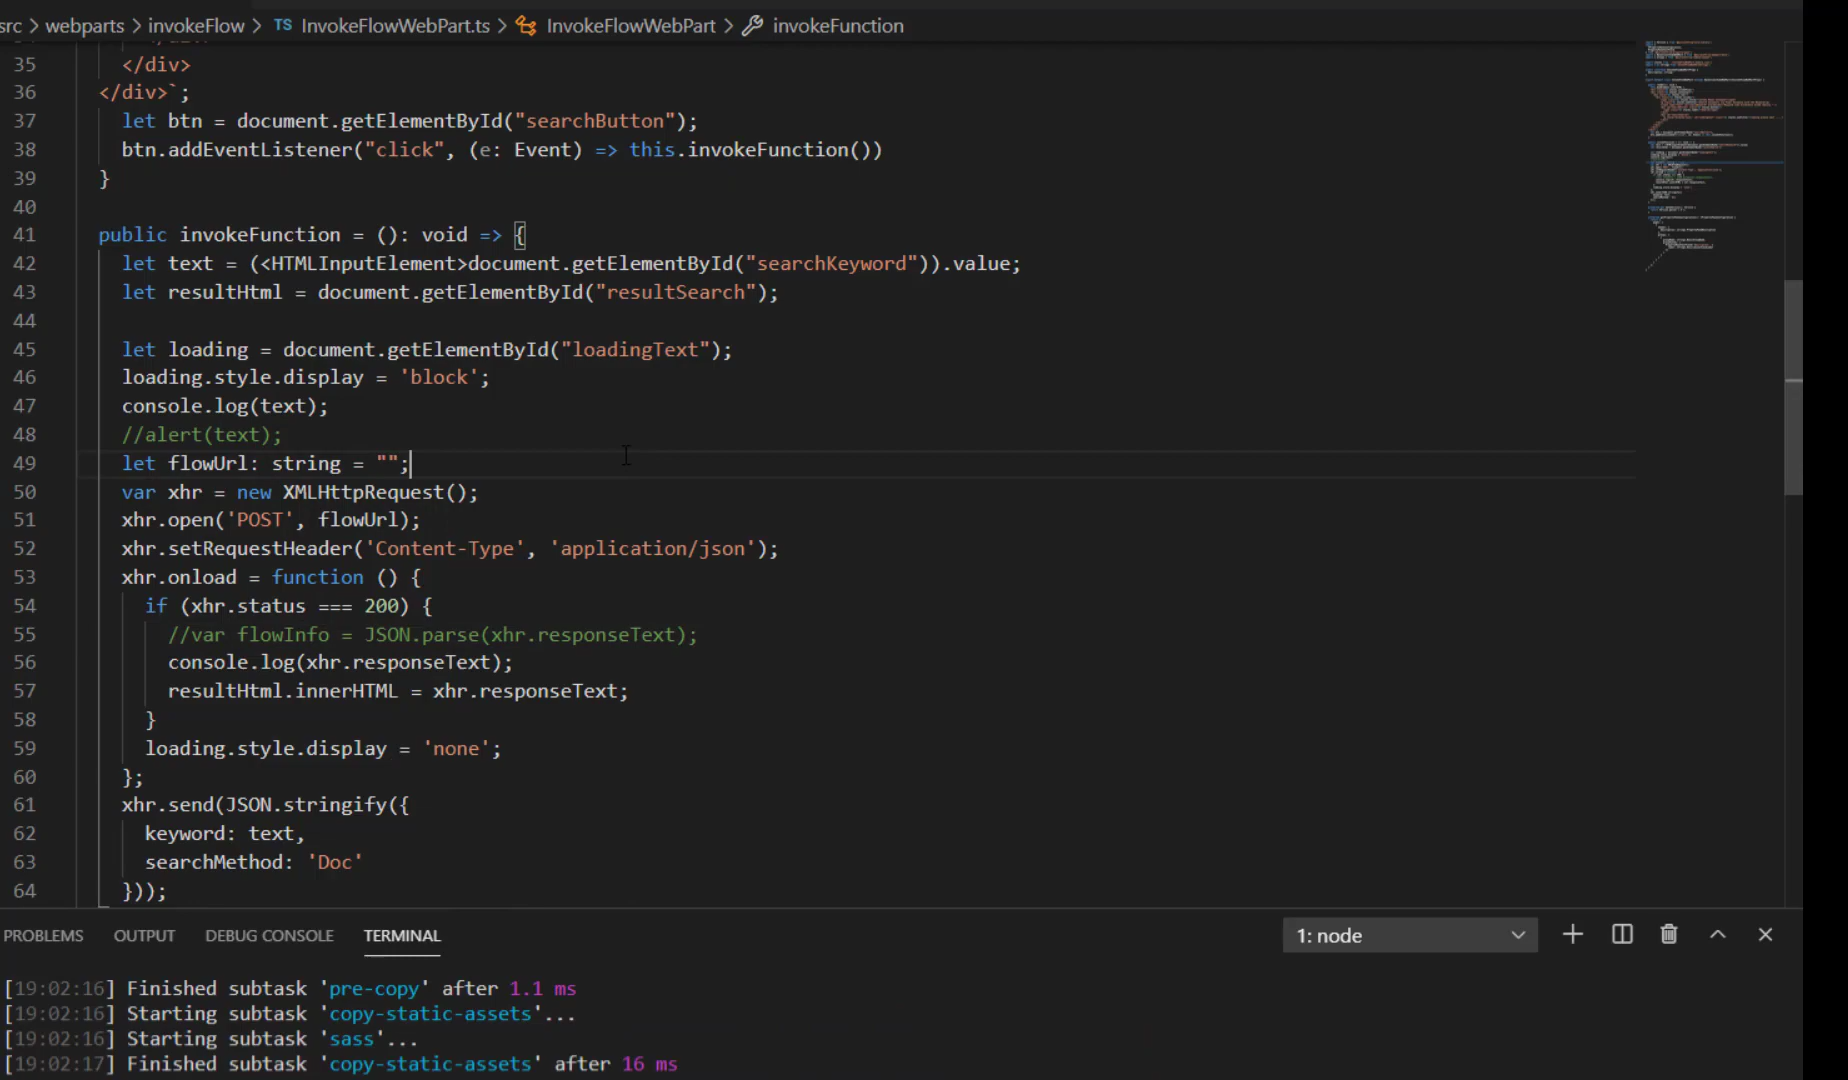 src > webparts > invokeFlow > TS InvokeFlowWebPart.ts > InvokeFlowWebPart > invokeFunction
35 </div>
36 </div>`;
37 let btn = document.getElementById("searchButton");
38 btn.addEventListener("click", (e: Event) => this.invokeFunction())
39 }
40
41 public invokeFunction = (): void => {
42 let text = (<HTMLInputElement>document.getElementById("searchKeyword")).value;
43 let resultHtml = document.getElementById("resultSearch");
44
45 let loading = document.getElementById("loadingText");
46 loading.style.display = 'block';
47 console.log(text);
48 //alert(text);
49 let flowUrl: string = "";
50 var xhr = new XMLHttpRequest();
51 xhr.open('POST', flowUrl);
52 xhr.setRequestHeader('Content-Type', 'application/json');
53 xhr.onload = function () {
54 if (xhr.status === 200) {
55 //var flowInfo = JSON.parse(xhr.responseText);
56 console.log(xhr.responseText);
57 resultHtml.innerHTML = xhr.responseText;
58 }
59 loading.style.display = 'none';
60 };
61 xhr.send(JSON.stringify({
62 keyword: text,
63 searchMethod: 'Doc'
64 }));
PROBLEMS OUTPUT DEBUG CONSOLE TERMINAL 1: node
[19:02:16] Finished subtask 'pre-copy' after 1.1 ms
[19:02:16] Starting subtask 'copy-static-assets'...
[19:02:16] Starting subtask 'sass'...
[19:02:17] Finished subtask 'copy-static-assets' after 16 ms